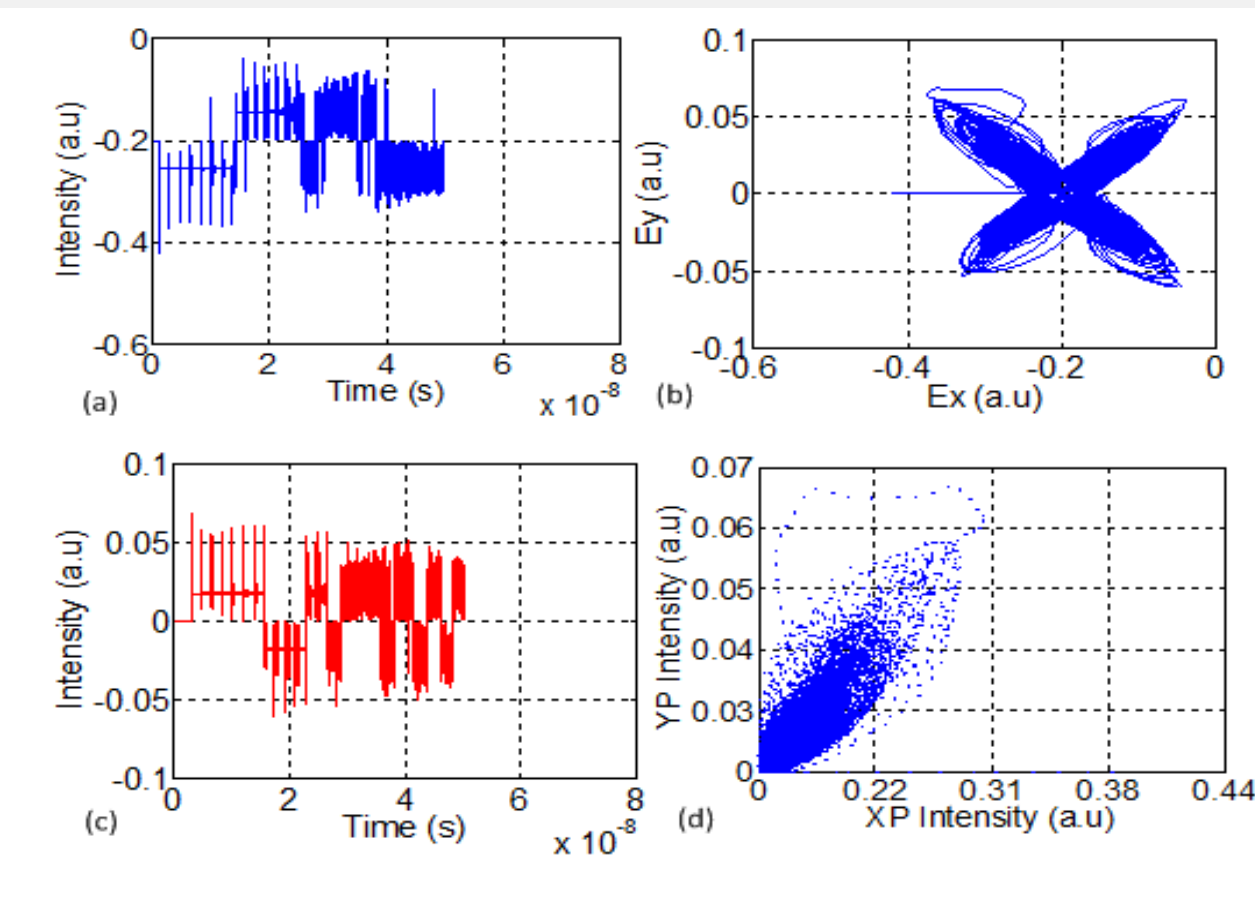 0
-0.2
-0.4
-0.6
Intensity (a.u)
0 2 4 6 8
Time (s)
x 10-8
(a)
0.1
0.05
0
-0.05
-0.1
Ey (a.u)
-0.6 -0.4 -0.2 0
Ex (a.u)
(b)
0.1
0.05
0
-0.05
-0.1
Intensity (a.u)
0 2 4 6 8
Time (s)
x 10-8
(c)
0.07
0.06
0.05
0.04
0.03
0
YP Intensity (a.u)
0 0.22 0.31 0.38 0.44
XP Intensity (a.u)
(d)